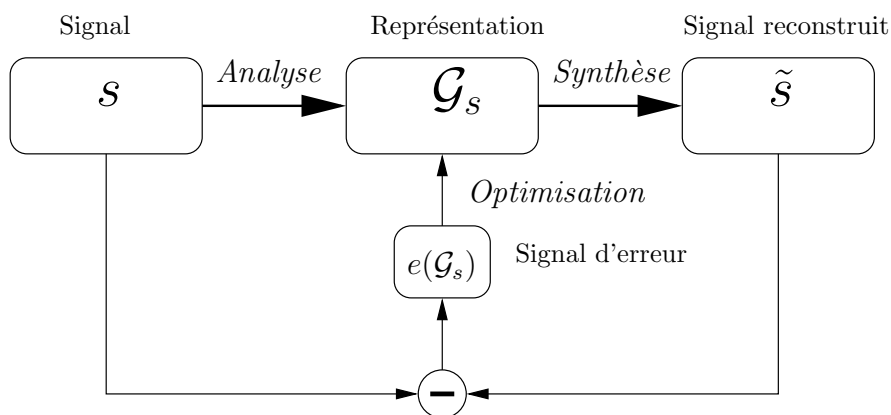 Signal
Représentation
Signal reconstruit
s
Analyse
𝒢ₛ
Synthèse
s̃
Optimisation
e(𝒢ₛ)
Signal d'erreur
−